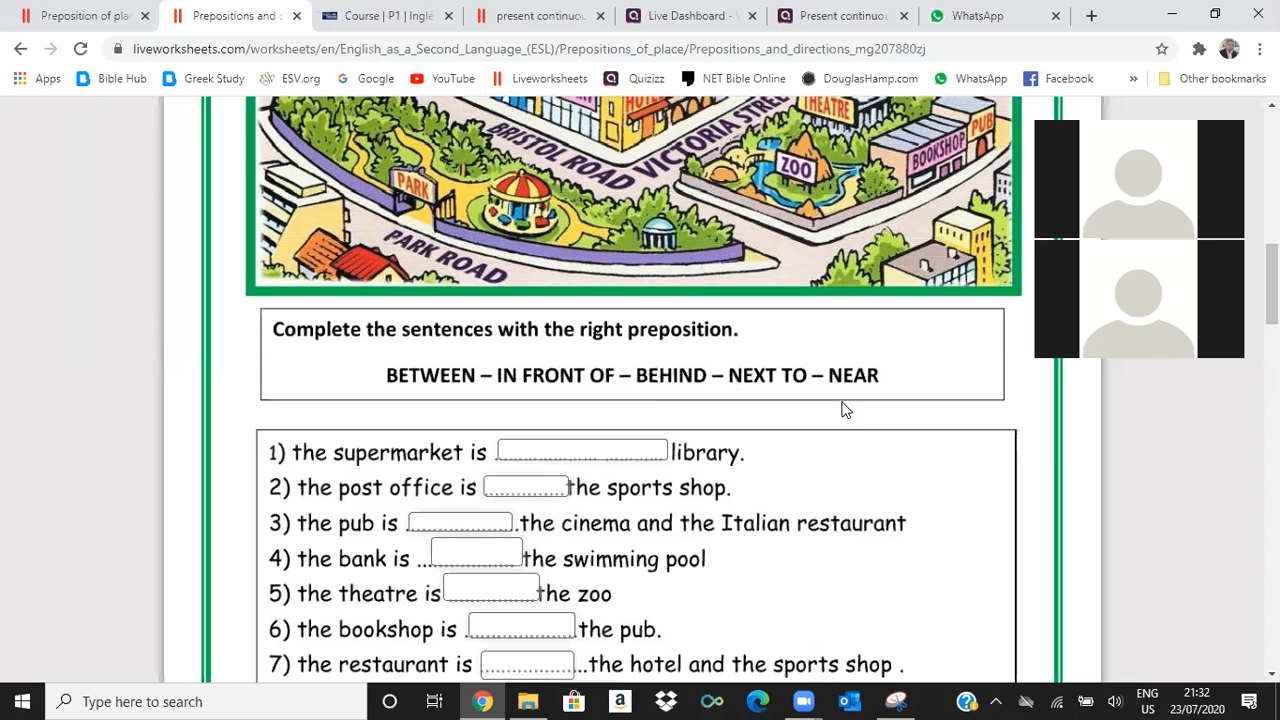 Preposition of pla
Prepositions and d
Course | P1 | Inglé
present continuou
Live Dashboard -
Present continuou
WhatsApp
liveworksheets.com/worksheets/en/English_as_a_Second_Language_(ESL)/Prepositions_of_place/Prepositions_and_directions_mg207880zj
Apps
Bible Hub
Greek Study
ESV.org
Google
YouTube
Liveworksheets
Quizizz
NET Bible Online
DouglasHamp.com
WhatsApp
Facebook
»
Other bookmarks
HOTEL
THEATRE
BRISTOL ROAD
VICTORIA STREET
ZOO
BOOKSHOP
PUB
PARK
PARK ROAD
Complete the sentences with the right preposition.
BETWEEN – IN FRONT OF – BEHIND – NEXT TO – NEAR
1) the supermarket is .................. library.
2) the post office is .............. the sports shop.
3) the pub is ................. the cinema and the Italian restaurant
4) the bank is ................ the swimming pool
5) the theatre is .............. the zoo
6) the bookshop is ................. the pub.
7) the restaurant is ................ the hotel and the sports shop .
Type here to search
ENG
US
21:32
23/07/2020